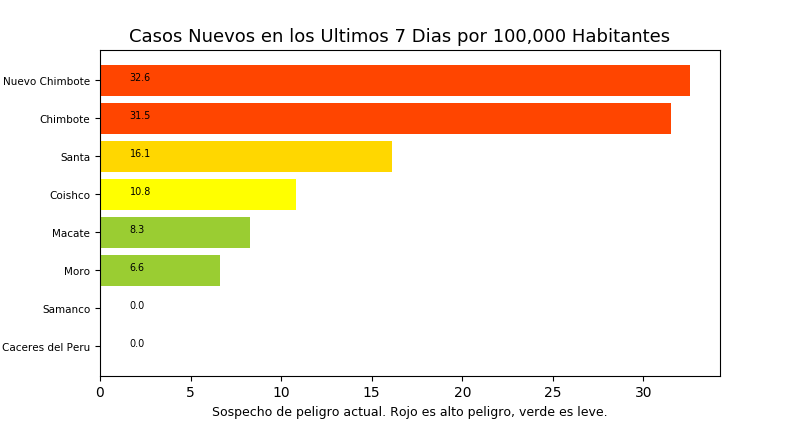 Casos Nuevos en los Ultimos 7 Dias por 100,000 Habitantes
Nuevo Chimbote 32.6
Chimbote 31.5
Santa 16.1
Coishco 10.8
Macate 8.3
Moro 6.6
Samanco 0.0
Caceres del Peru 0.0
0 5 10 15 20 25 30
Sospecho de peligro actual. Rojo es alto peligro, verde es leve.